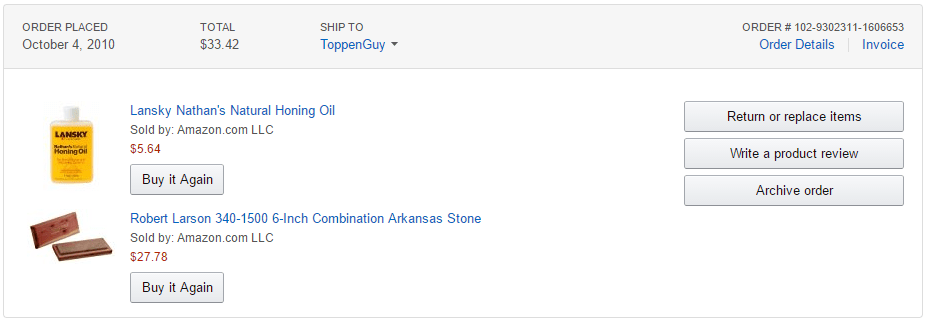 ORDER PLACED
October 4, 2010
TOTAL
$33.42
SHIP TO
ToppenGuy
ORDER # 102-9302311-1606653
Order Details
Invoice
LANSKY
Nathan's Natural
Honing Oil
Lansky Nathan's Natural Honing Oil
Sold by: Amazon.com LLC
$5.64
Buy it Again
Robert Larson 340-1500 6-Inch Combination Arkansas Stone
Sold by: Amazon.com LLC
$27.78
Buy it Again
Return or replace items
Write a product review
Archive order